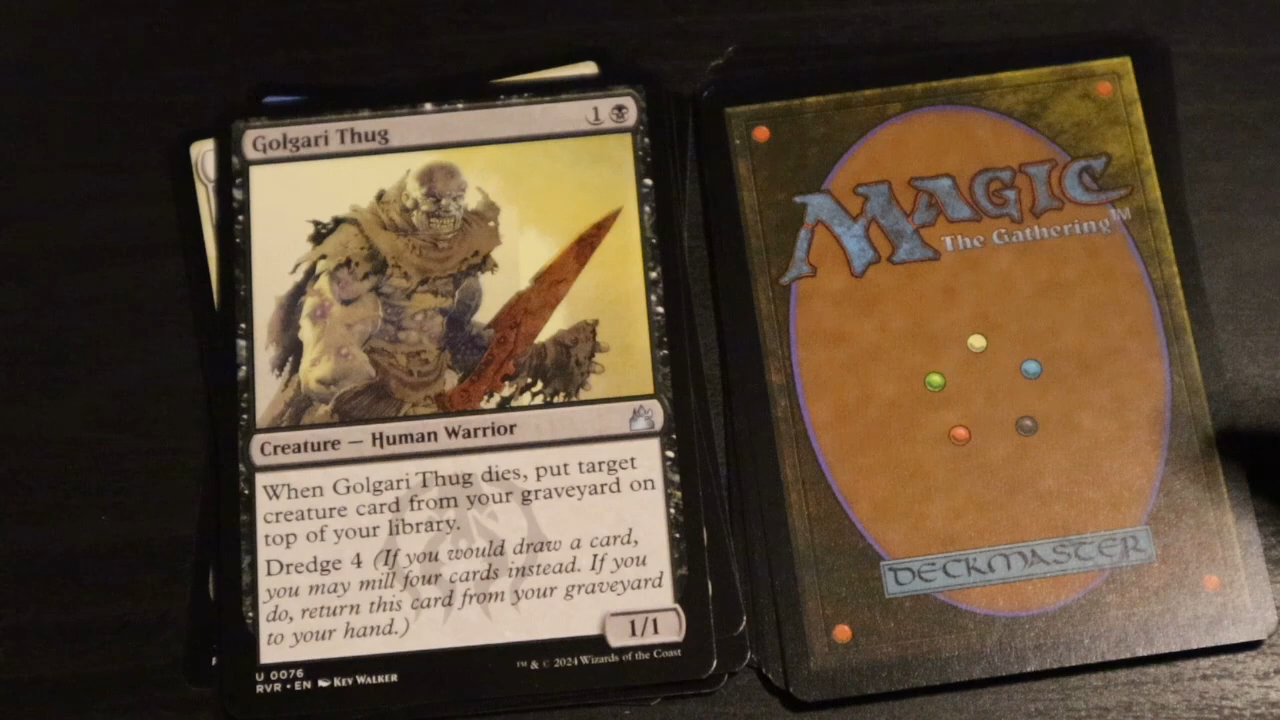 Golgari Thug 1
Creature — Human Warrior
When Golgari Thug dies, put target
creature card from your graveyard on
top of your library.
Dredge 4 (If you would draw a card,
you may mill four cards instead. If you
do, return this card from your graveyard
to your hand.)
1/1
U 0076
RVR • EN KEV WALKER
™ & © 2024 Wizards of the Coast
MAGIC
The Gathering™
DECKMASTER